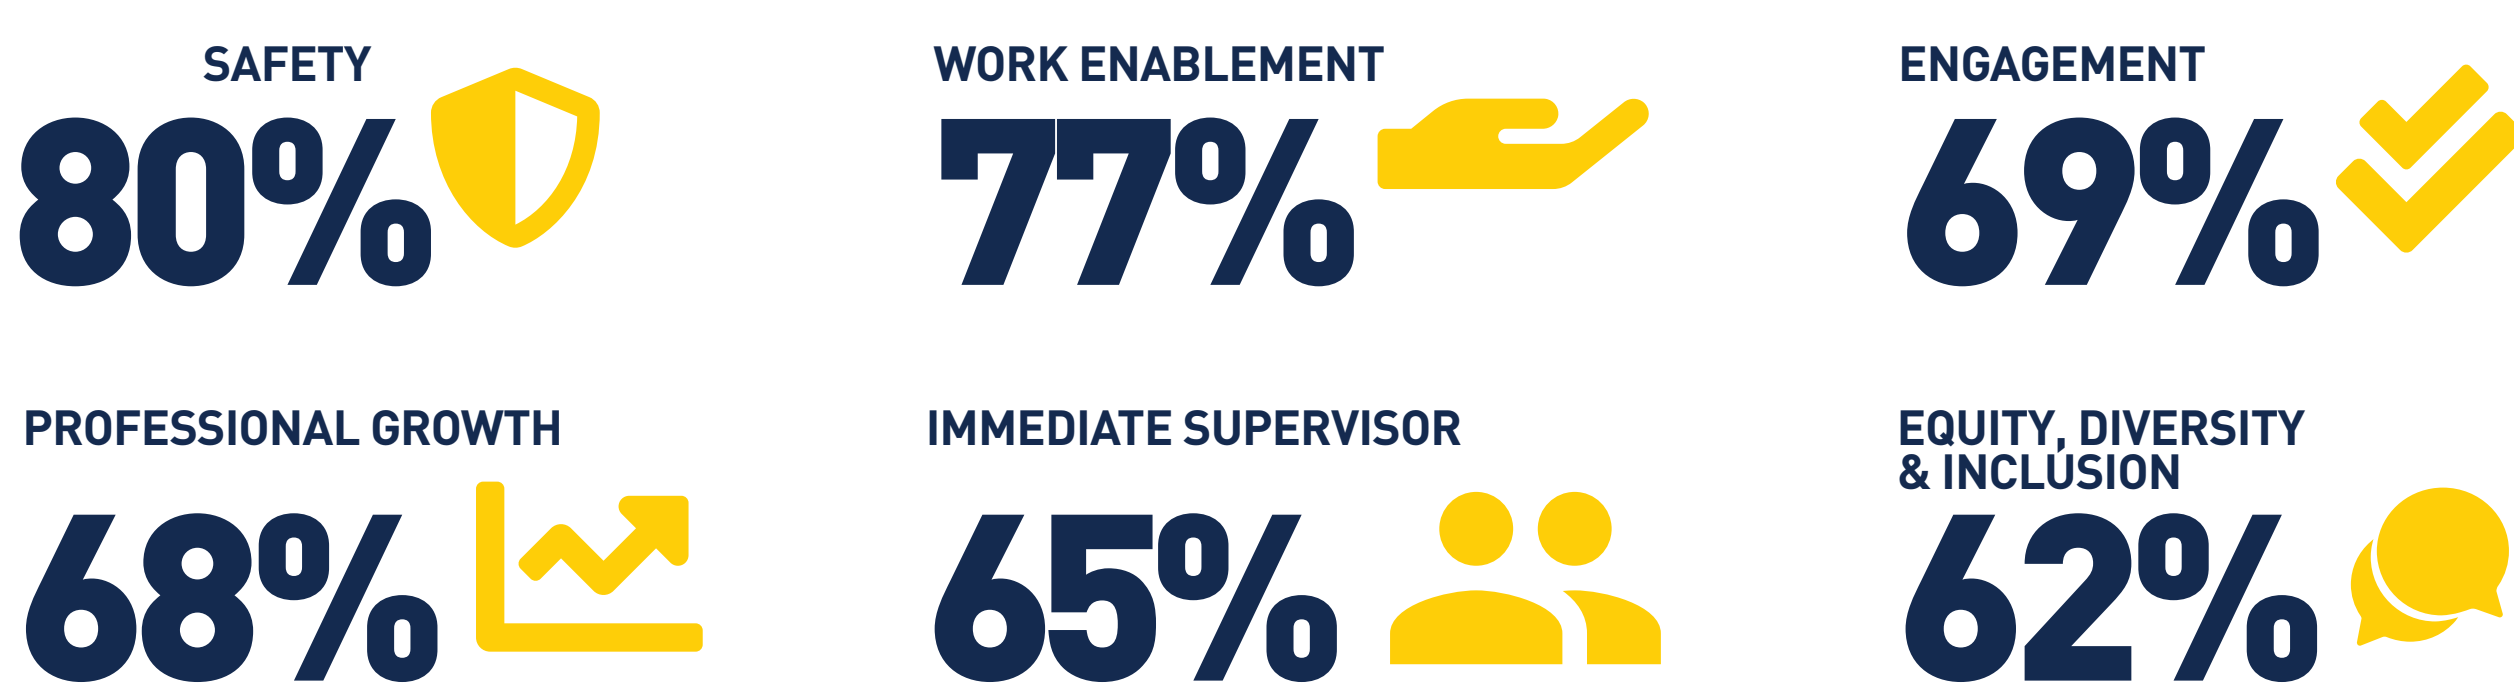 SAFETY
80%
WORK ENABLEMENT
77%
ENGAGEMENT
69%
PROFESSIONAL GROWTH
68%
IMMEDIATE SUPERVISOR
65%
EQUITY, DIVERSITY
& INCLUSION
62%